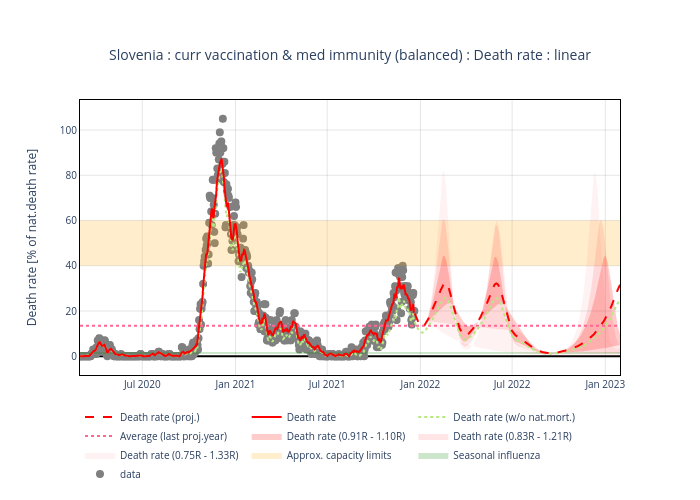 Slovenia : curr vaccination & med immunity (balanced) : Death rate : linear
Death rate [% of nat.death rate]
100
80
60
40
20
0
Jul 2020
Jan 2021
Jul 2021
Jan 2022
Jul 2022
Jan 2023
Death rate (proj.)
Death rate
Death rate (w/o nat.mort.)
Average (last proj.year)
Death rate (0.91R - 1.10R)
Death rate (0.83R - 1.21R)
Death rate (0.75R - 1.33R)
Approx. capacity limits
Seasonal influenza
data